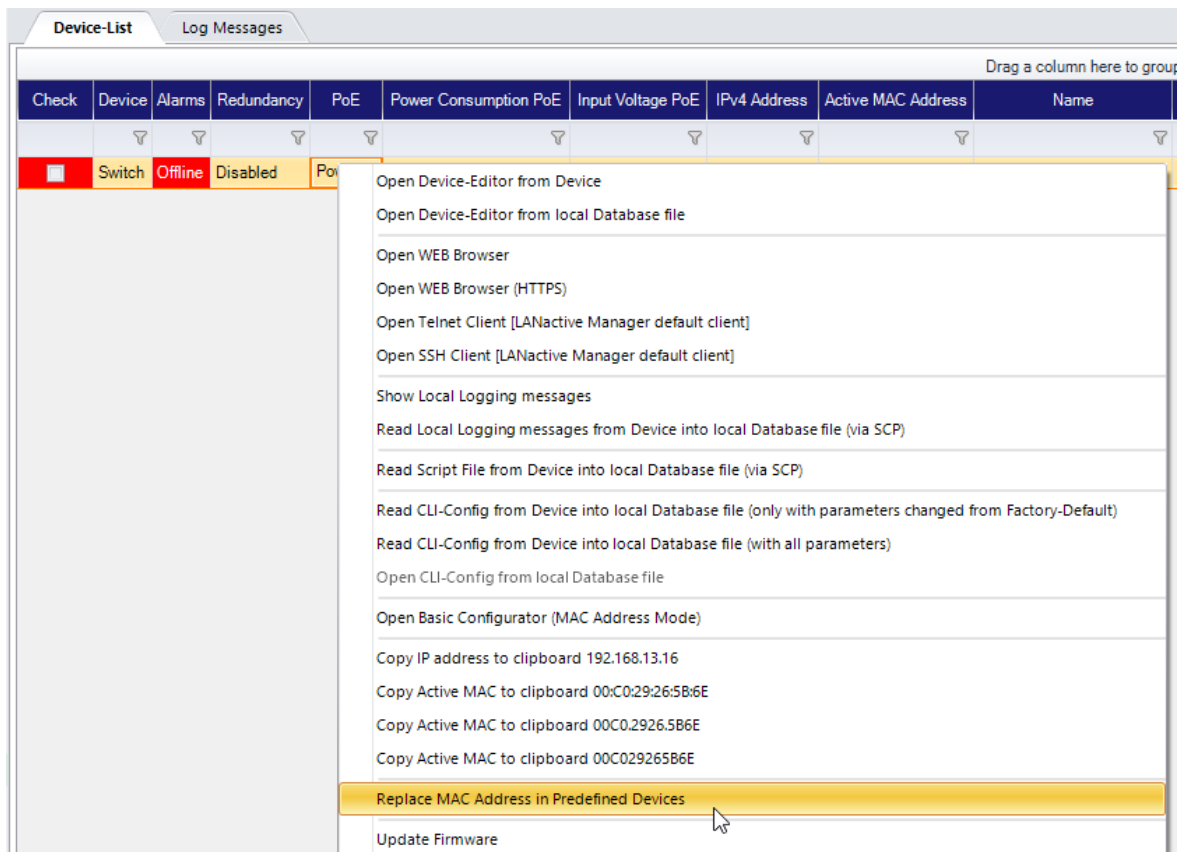 Device-List Log Messages
Drag a column here to group
Check Device Alarms Redundancy PoE Power Consumption PoE Input Voltage PoE IPv4 Address Active MAC Address Name
Switch Offline Disabled
Open Device-Editor from Device
Open Device-Editor from local Database file
Open WEB Browser
Open WEB Browser (HTTPS)
Open Telnet Client [LANactive Manager default client]
Open SSH Client [LANactive Manager default client]
Show Local Logging messages
Read Local Logging messages from Device into local Database file (via SCP)
Read Script File from Device into local Database file (via SCP)
Read CLI-Config from Device into local Database file (only with parameters changed from Factory-Default)
Read CLI-Config from Device into local Database file (with all parameters)
Open CLI-Config from local Database file
Open Basic Configurator (MAC Address Mode)
Copy IP address to clipboard 192.168.13.16
Copy Active MAC to clipboard 00:C0:29:26:5B:6E
Copy Active MAC to clipboard 00C0.2926.5B6E
Copy Active MAC to clipboard 00C029265B6E
Replace MAC Address in Predefined Devices
Update Firmware